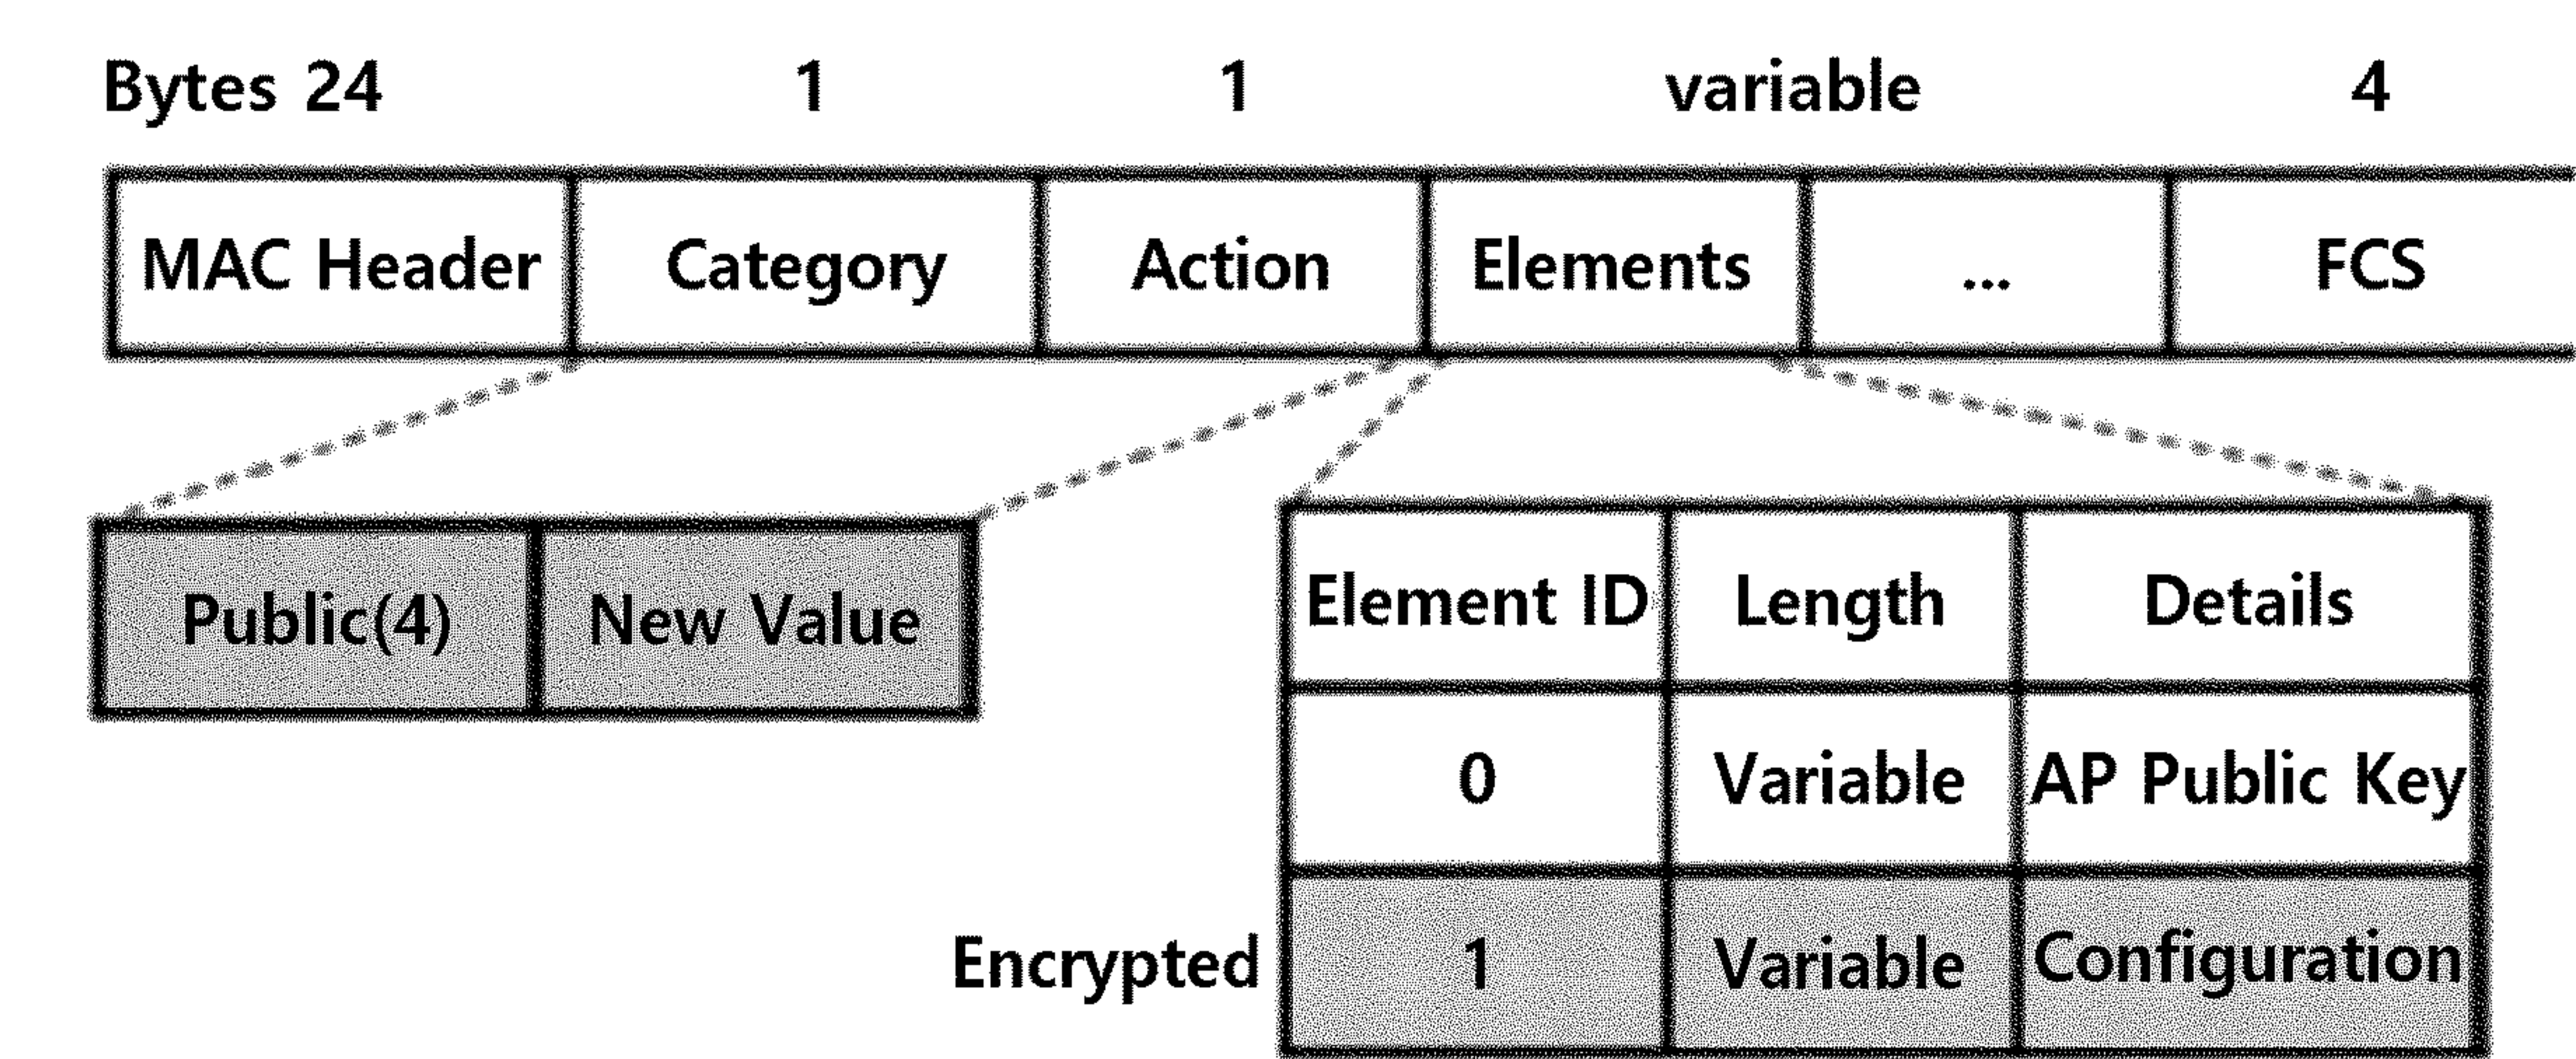 Bytes 24 1 1 variable 4
MAC Header Category Action Elements ... FCS
Public(4) New Value
Element ID Length Details
0 Variable AP Public Key
Encrypted 1 Variable Configuration